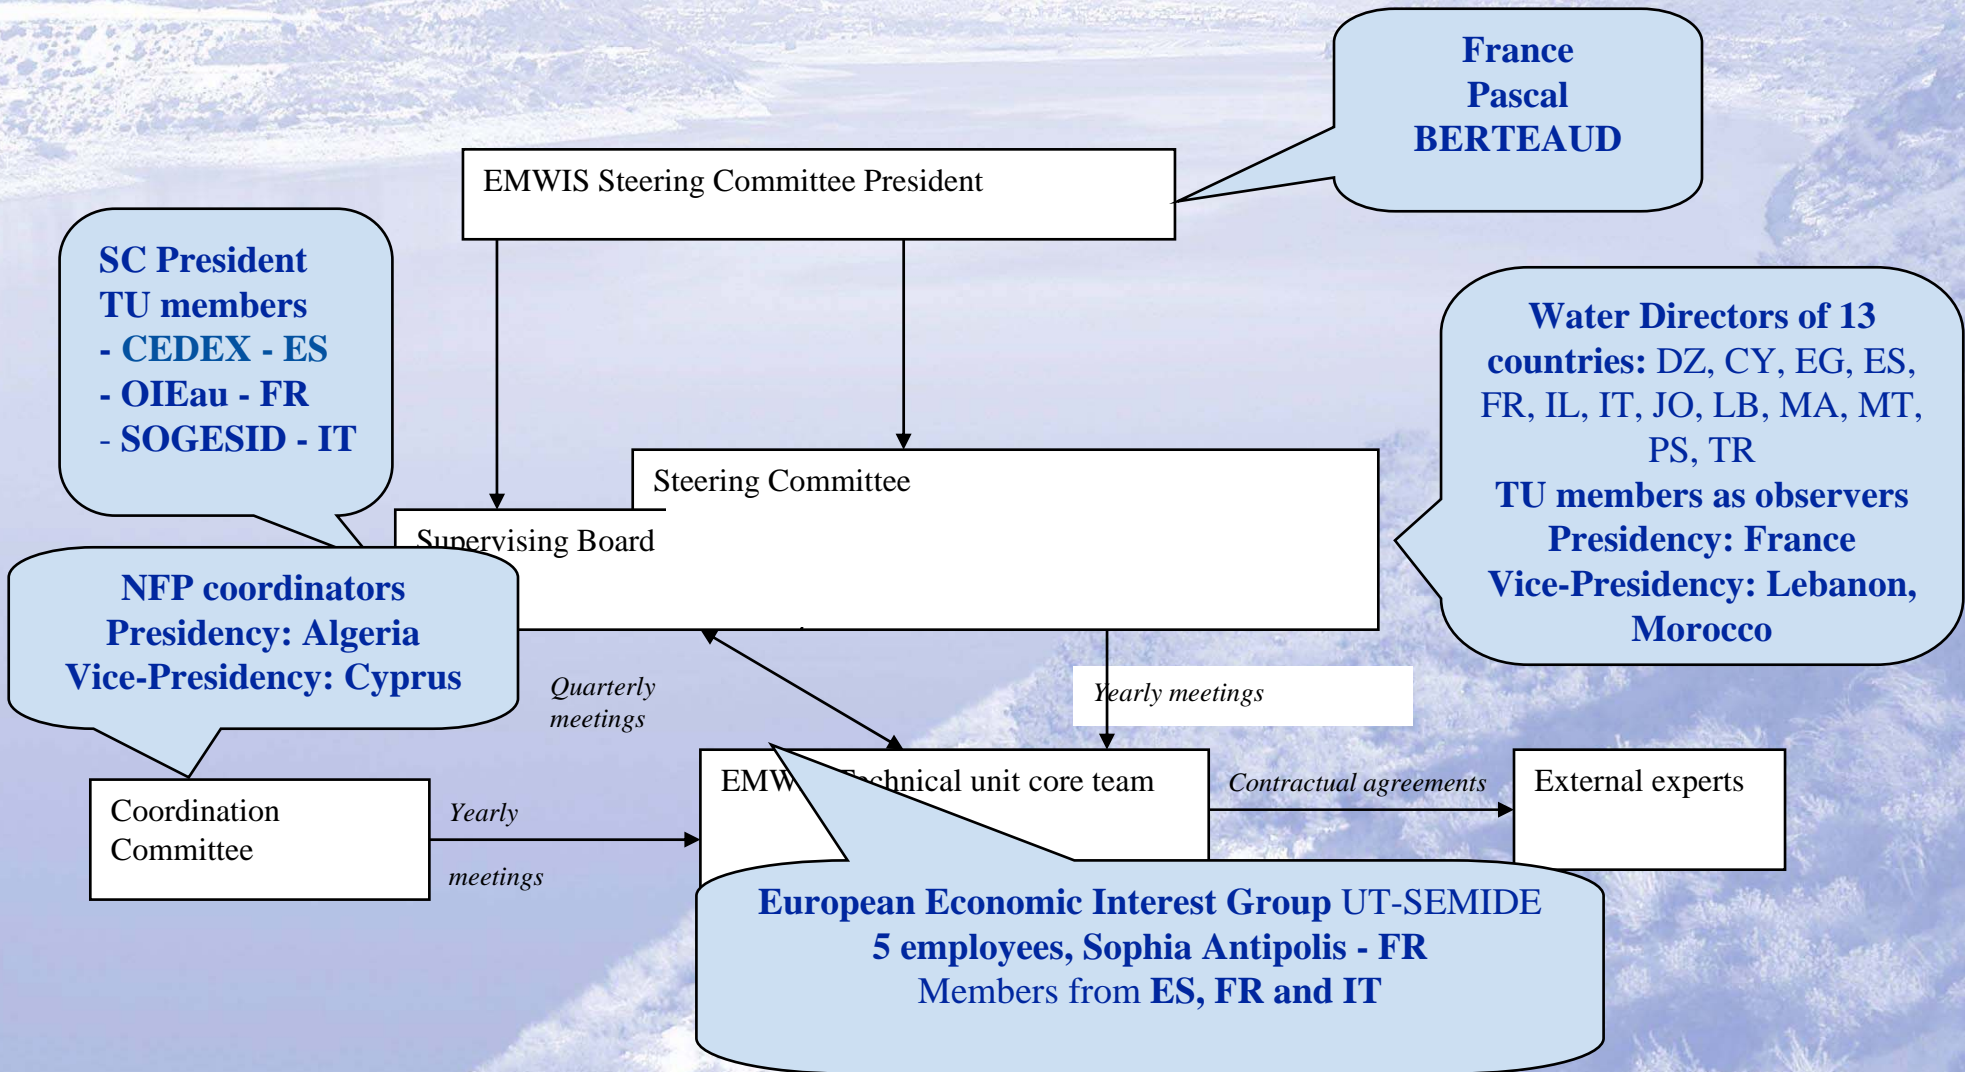 France
Pascal
BERTEAUD
EMWIS Steering Committee President
SC President
TU members
- CEDEX - ES
- OIEau - FR
- SOGESID - IT
Water Directors of 13
countries: DZ, CY, EG, ES,
FR, IL, IT, JO, LB, MA, MT,
PS, TR
TU members as observers
Presidency: France
Vice-Presidency: Lebanon,
Morocco
Steering Committee
Supervising Board
NFP coordinators
Presidency: Algeria
Vice-Presidency: Cyprus
Quarterly
meetings
Yearly meetings
Coordination
Committee
Yearly
meetings
unit core team
Contractual agreements
External experts
European Economic Interest Group UT-SEMIDE
5 employees, Sophia Antipolis - FR
Members from ES, FR and IT